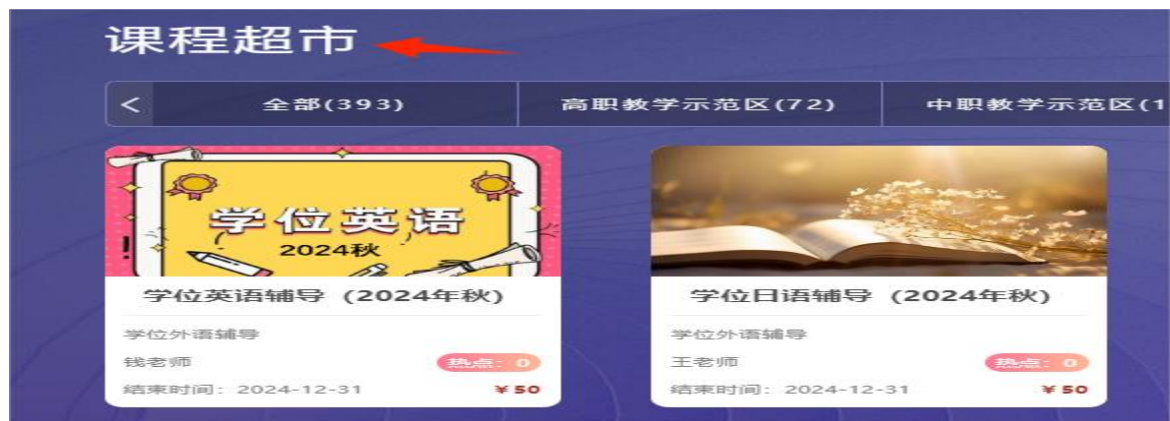 课程超市
< 全部(393) 高职教学示范区(72) 中职教学示范区(1
学位英语
2024秋
学位英语辅导（2024年秋) 学位日语辅导（2024年秋)
学位外语辅导 学位外语辅导
钱老师 热点：0 王老师 热点：0
结束时间：2024-12-31 ￥50 结束时间：2024-12-31 ￥50